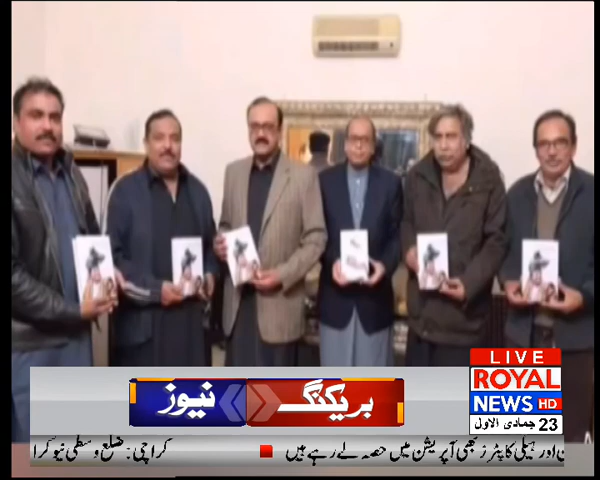 LIVE
ROYAL
NEWS HD
23 جمادی الاول
بریکنگ نیوز
اور ہیلی کاپٹرز بھی آپریشن میں حصہ لے رہے ہیں ■ کراچی: ضلع وسطی نیو کرا